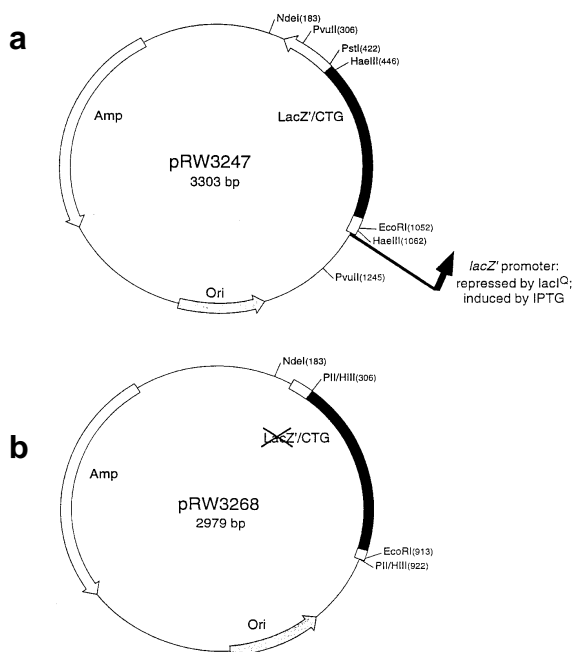 a
NdeI(183)
PvuII(306)
PstI(422)
HaeIII(446)
Amp
LacZ'/CTG
pRW3247
3303 bp
EcoRI(1052)
HaeIII(1062)
PvuII(1245)
Ori
lacZ' promoter:
repressed by lacIQ;
induced by IPTG
b
NdeI(183)
PII/HIII(306)
LacZ'/CTG
Amp
pRW3268
2979 bp
EcoRI(913)
PII/HIII(922)
Ori